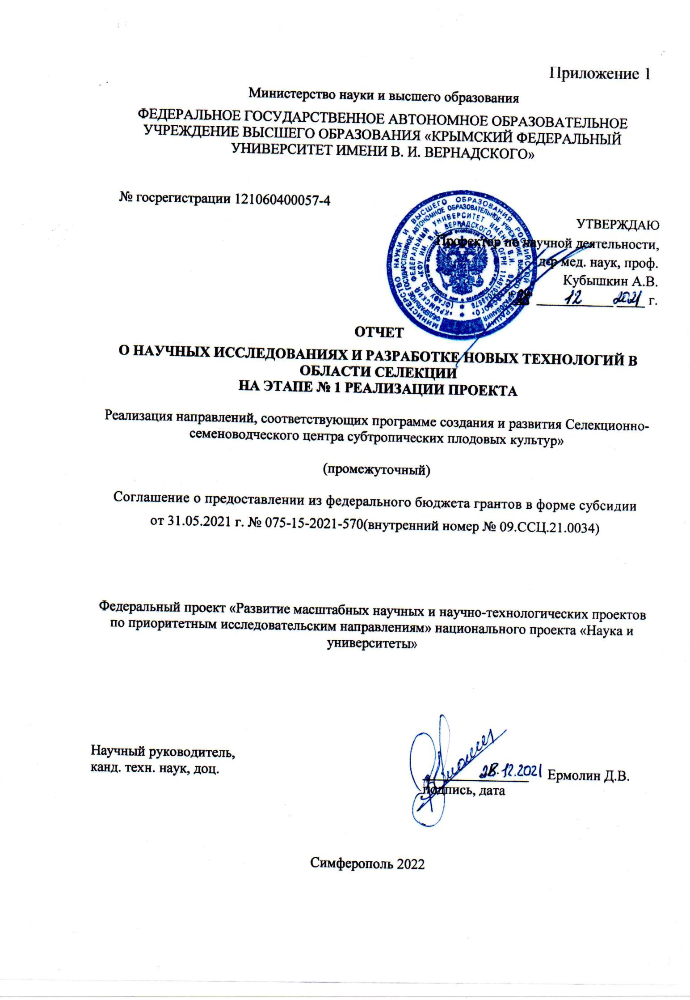 Приложение 1
Министерство науки и высшего образования
ФЕДЕРАЛЬНОЕ ГОСУДАРСТВЕННОЕ АВТОНОМНОЕ ОБРАЗОВАТЕЛЬНОЕ
УЧРЕЖДЕНИЕ ВЫСШЕГО ОБРАЗОВАНИЯ «КРЫМСКИЙ ФЕДЕРАЛЬНЫЙ
УНИВЕРСИТЕТ ИМЕНИ В. И. ВЕРНАДСКОГО»
№ госрегистрации 121060400057-4
МИНИСТЕРСТВО НАУКИ И ВЫСШЕГО ОБРАЗОВАНИЯ РОССИЙСКОЙ ФЕДЕРАЦИИ
ФЕДЕРАЛЬНОЕ ГОСУДАРСТВЕННОЕ АВТОНОМНОЕ ОБРАЗОВАТЕЛЬНОЕ УЧРЕЖДЕНИЕ ВЫСШЕГО ОБРАЗОВАНИЯ
«КРЫМСКИЙ ФЕДЕРАЛЬНЫЙ УНИВЕРСИТЕТ ИМЕНИ В.И. ВЕРНАДСКОГО»
(ФГАОУ ВО «КФУ ИМ. В.И. ВЕРНАДСКОГО») ОГРН
УТВЕРЖДАЮ
Проректор по научной деятельности,
д-р мед. наук, проф.
Кубышкин А.В.
28 12 2021 г.
ОТЧЕТ
О НАУЧНЫХ ИССЛЕДОВАНИЯХ И РАЗРАБОТКЕ НОВЫХ ТЕХНОЛОГИЙ В
ОБЛАСТИ СЕЛЕКЦИИ
НА ЭТАПЕ № 1 РЕАЛИЗАЦИИ ПРОЕКТА
Реализация направлений, соответствующих программе создания и развития Селекционно-
семеноводческого центра субтропических плодовых культур»
(промежуточный)
Соглашение о предоставлении из федерального бюджета грантов в форме субсидии
от 31.05.2021 г. № 075-15-2021-570(внутренний номер № 09.ССЦ.21.0034)
Федеральный проект «Развитие масштабных научных и научно-технологических проектов
по приоритетным исследовательским направлениям» национального проекта «Наука и
университеты»
Научный руководитель,
канд. техн. наук, доц.
28.12.2021 Ермолин Д.В.
подпись, дата
Симферополь 2022